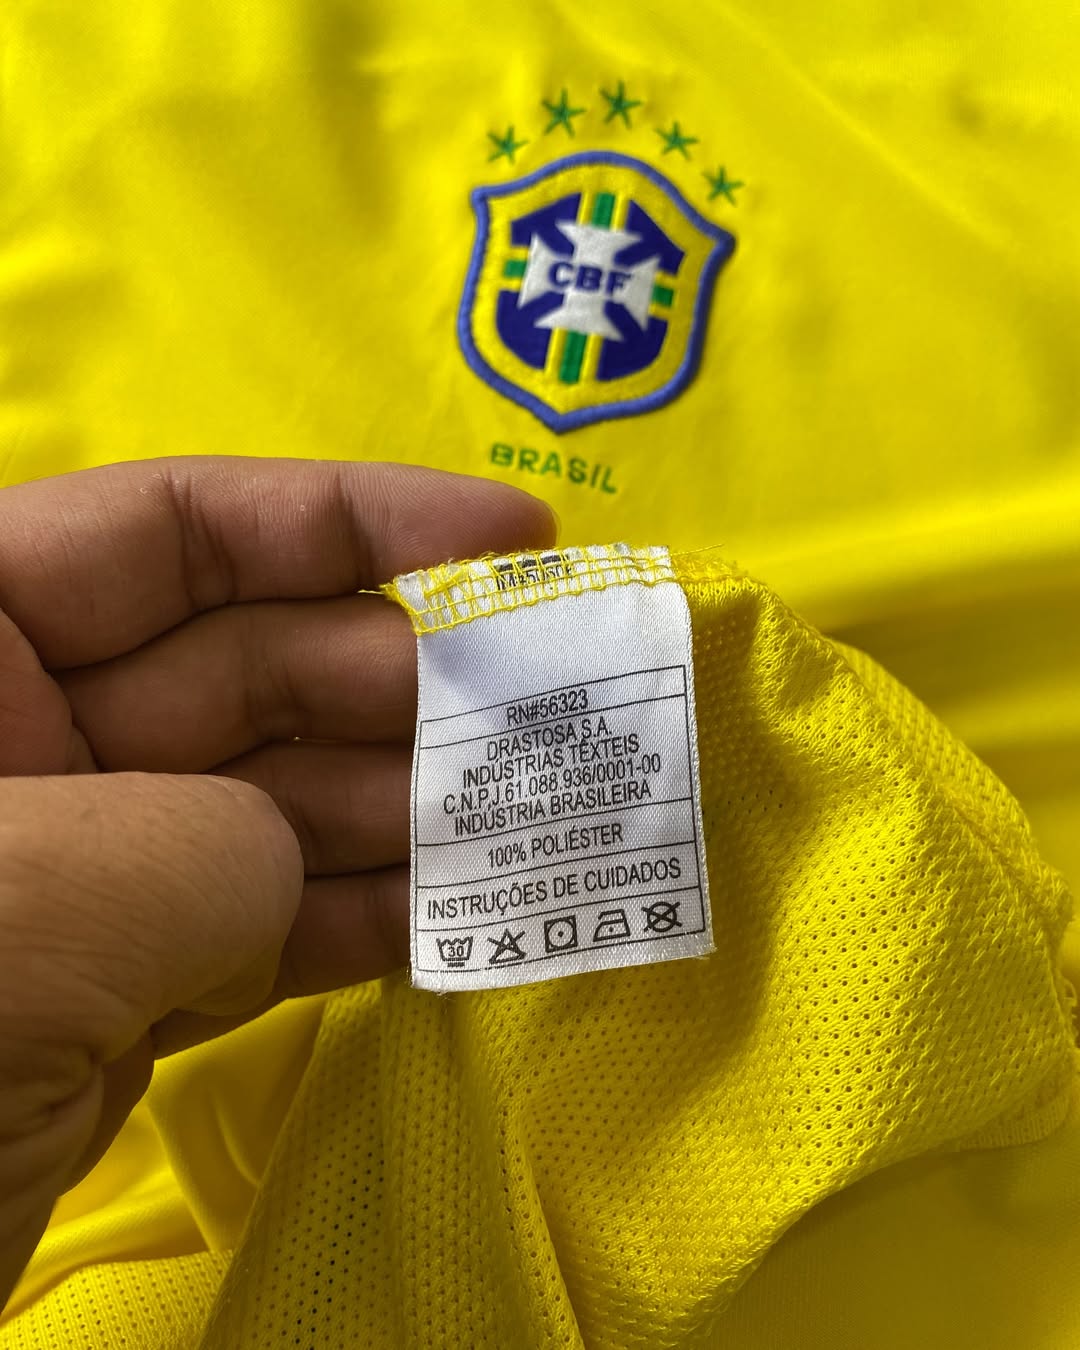 CBF
BRASIL
RN#56323
DRASTOSA S.A.
INDÚSTRIAS TÊXTEIS
C.N.P.J.61.088.936/0001-00
INDÚSTRIA BRASILEIRA
100% POLIÉSTER
INSTRUÇÕES DE CUIDADOS
30